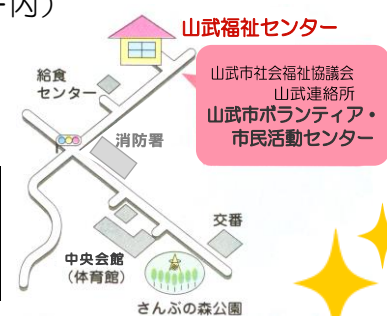 内）
山武福祉センター
山武市社会福祉協議会
山武連絡所
山武市ボランティア・
市民活動センター
給食
センター
消防署
交番
中央会館
（体育館）
さんぶの森公園